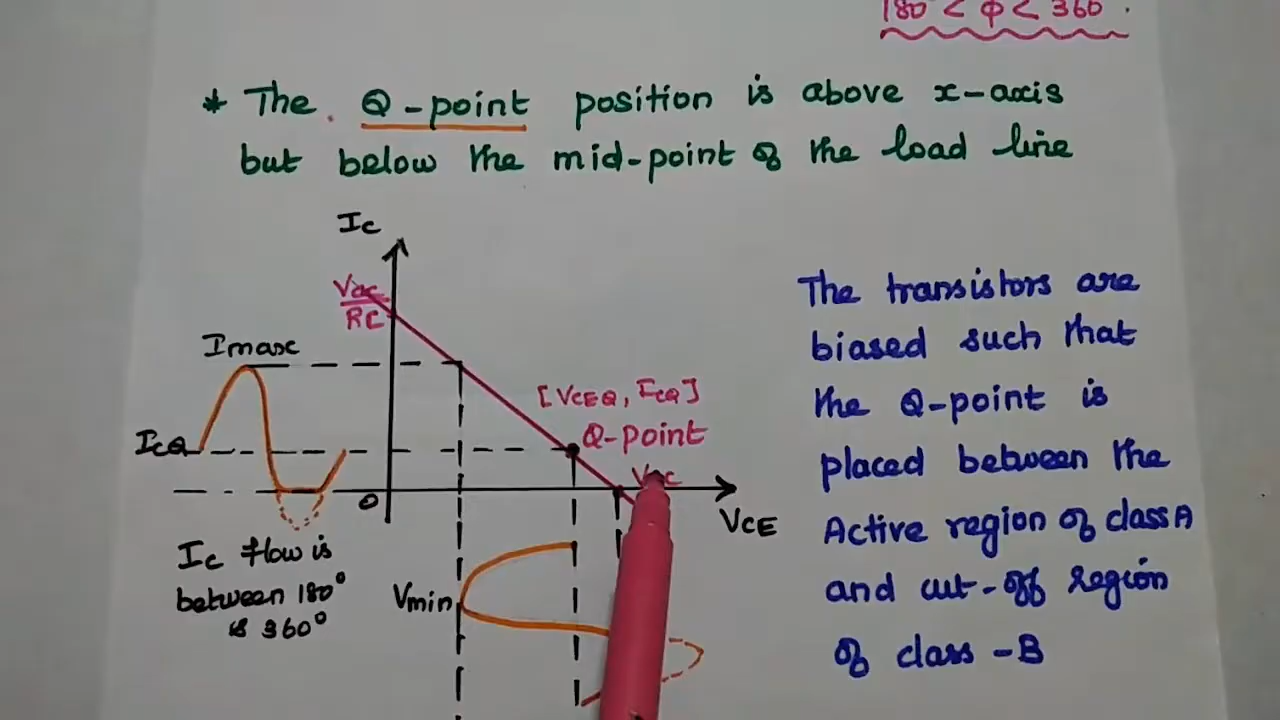 180° < φ < 360°.
* The Q-point position is above x-axis
but below the mid-point of the load line
Ic
Vcc
RC
Imax
[VCEQ, ICQ]
Q-point
ICQ
Vcc
0
VCE
Ic flow is
between 180°
is 360°
Vmin
The transistors are
biased such that
the Q-point is
placed between the
Active region of class A
and cut-off region
of class -B